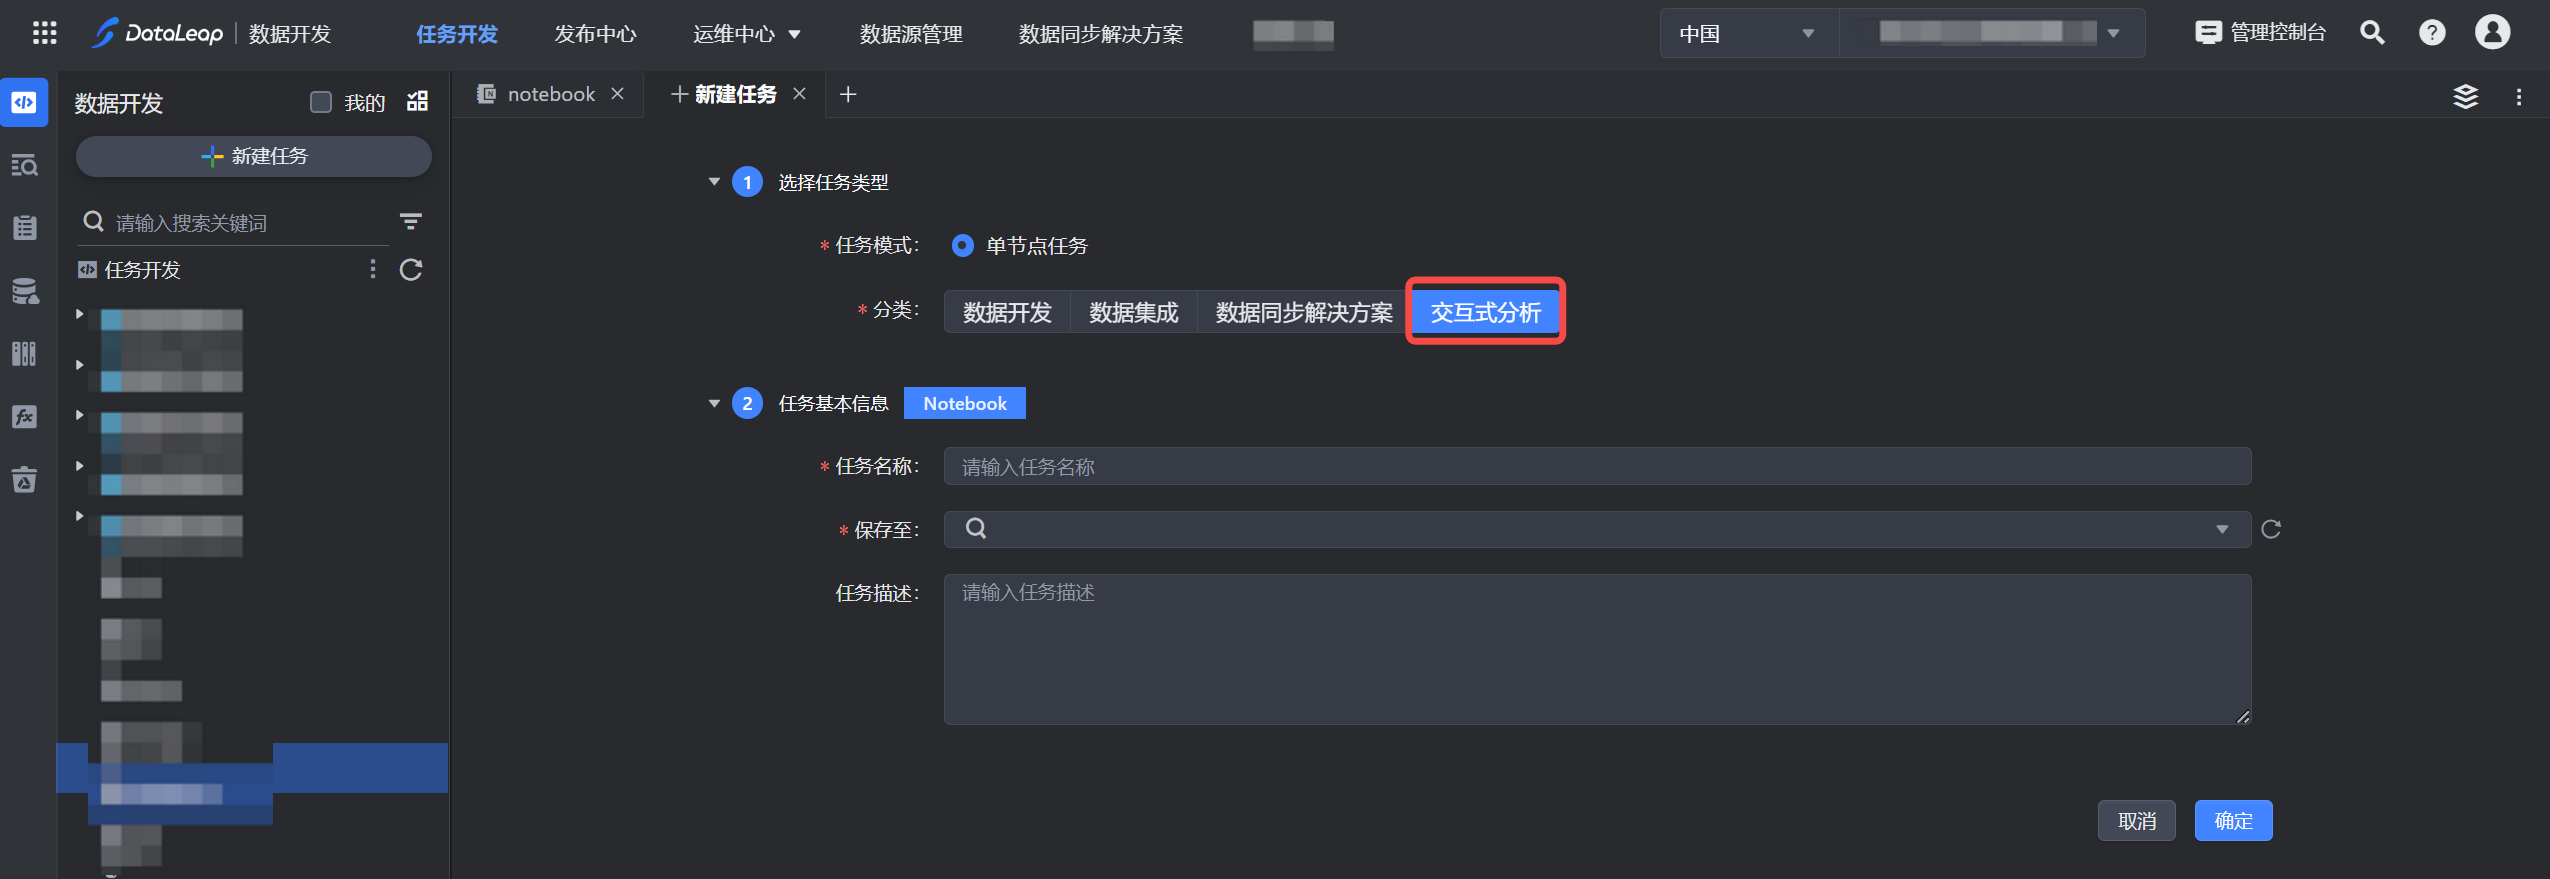 DataLeap | 数据开发 任务开发 发布中心 运维中心 数据源管理 数据同步解决方案 中国 管理控制台
数据开发 我的
notebook
新建任务
新建任务
请输入搜索关键词
任务开发
1 选择任务类型
* 任务模式: 单节点任务
* 分类: 数据开发 数据集成 数据同步解决方案 交互式分析
2 任务基本信息 Notebook
* 任务名称: 请输入任务名称
* 保存至:
任务描述: 请输入任务描述
取消 确定